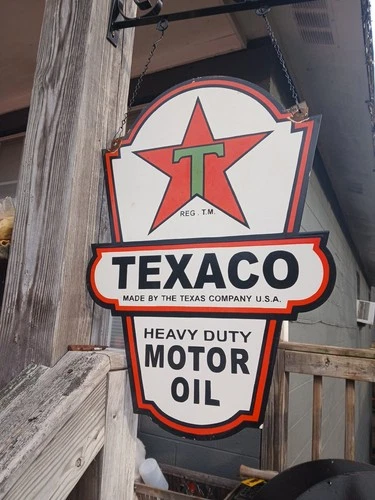 T
REG. T.M.
TEXACO
MADE BY THE TEXAS COMPANY U.S.A.
HEAVY DUTY
MOTOR
OIL